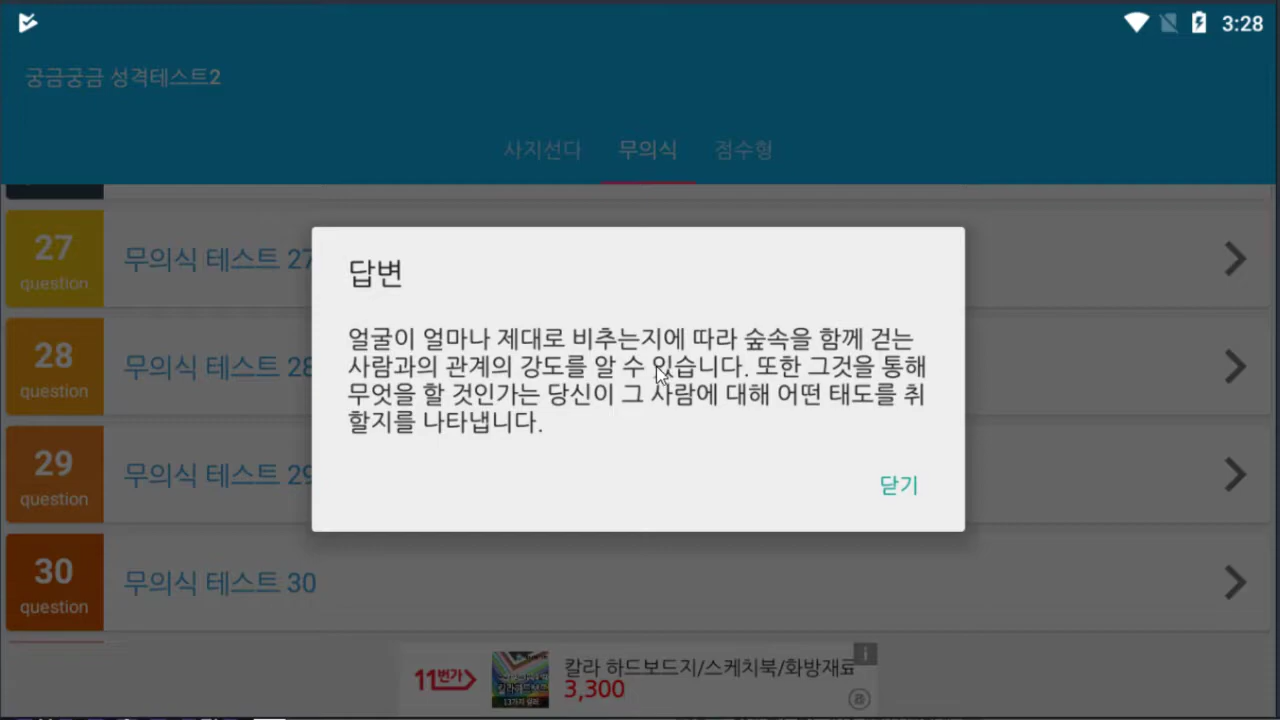 3:28
궁금궁금 성격테스트2
사지선다 무의식 점수형
27
question
무의식 테스트 27
답변
얼굴이 얼마나 제대로 비추는지에 따라 숲속을 함께 걷는
사람과의 관계의 강도를 알 수 있습니다. 또한 그것을 통해
무엇을 할 것인가는 당신이 그 사람에 대해 어떤 태도를 취
할지를 나타냅니다.
닫기
28
question
무의식 테스트 28
29
question
무의식 테스트 29
30
question
무의식 테스트 30
11번가
칼라 하드보드지/스케치북/화방재료
3,300